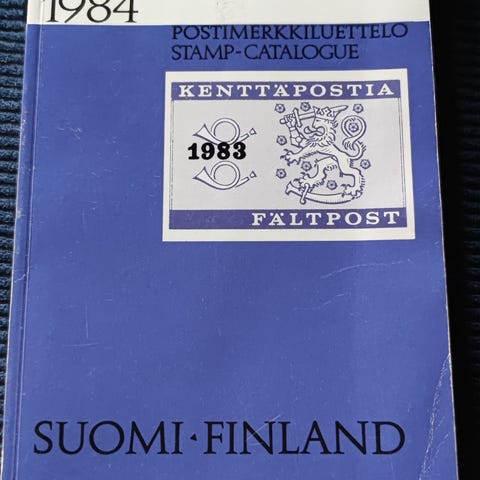 1984
POSTIMERKKILUETTELO
STAMP-CATALOGUE
KENTTÄPOSTIA
1983
FÄLTPOST
SUOMI·FINLAND